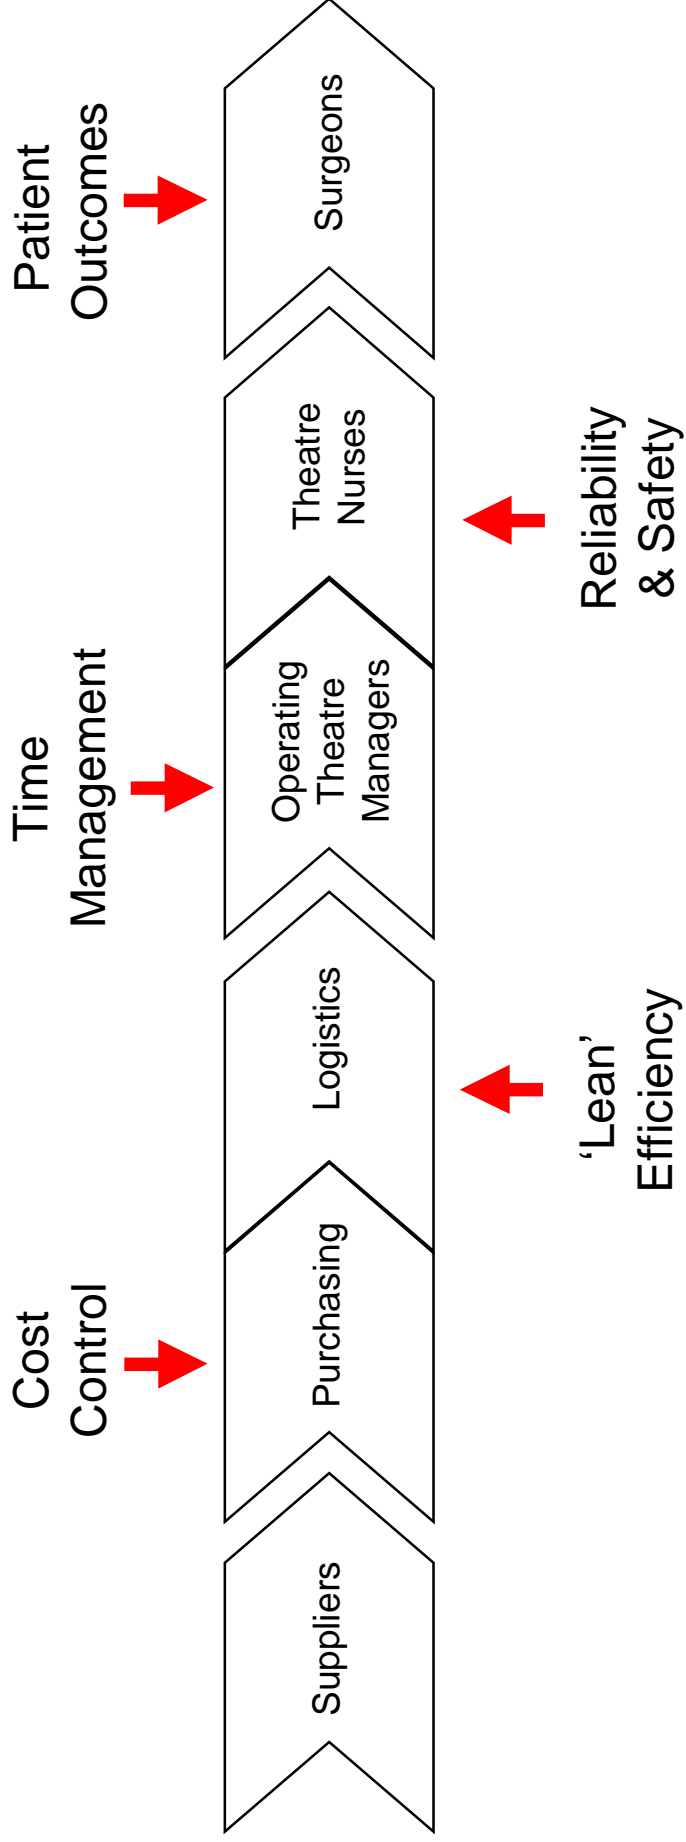 Cost
Control
Time
Management
Patient
Outcomes
Suppliers
Purchasing
Logistics
Operating
Theatre
Managers
Theatre
Nurses
Surgeons
‘Lean’
Efficiency
Reliability
& Safety